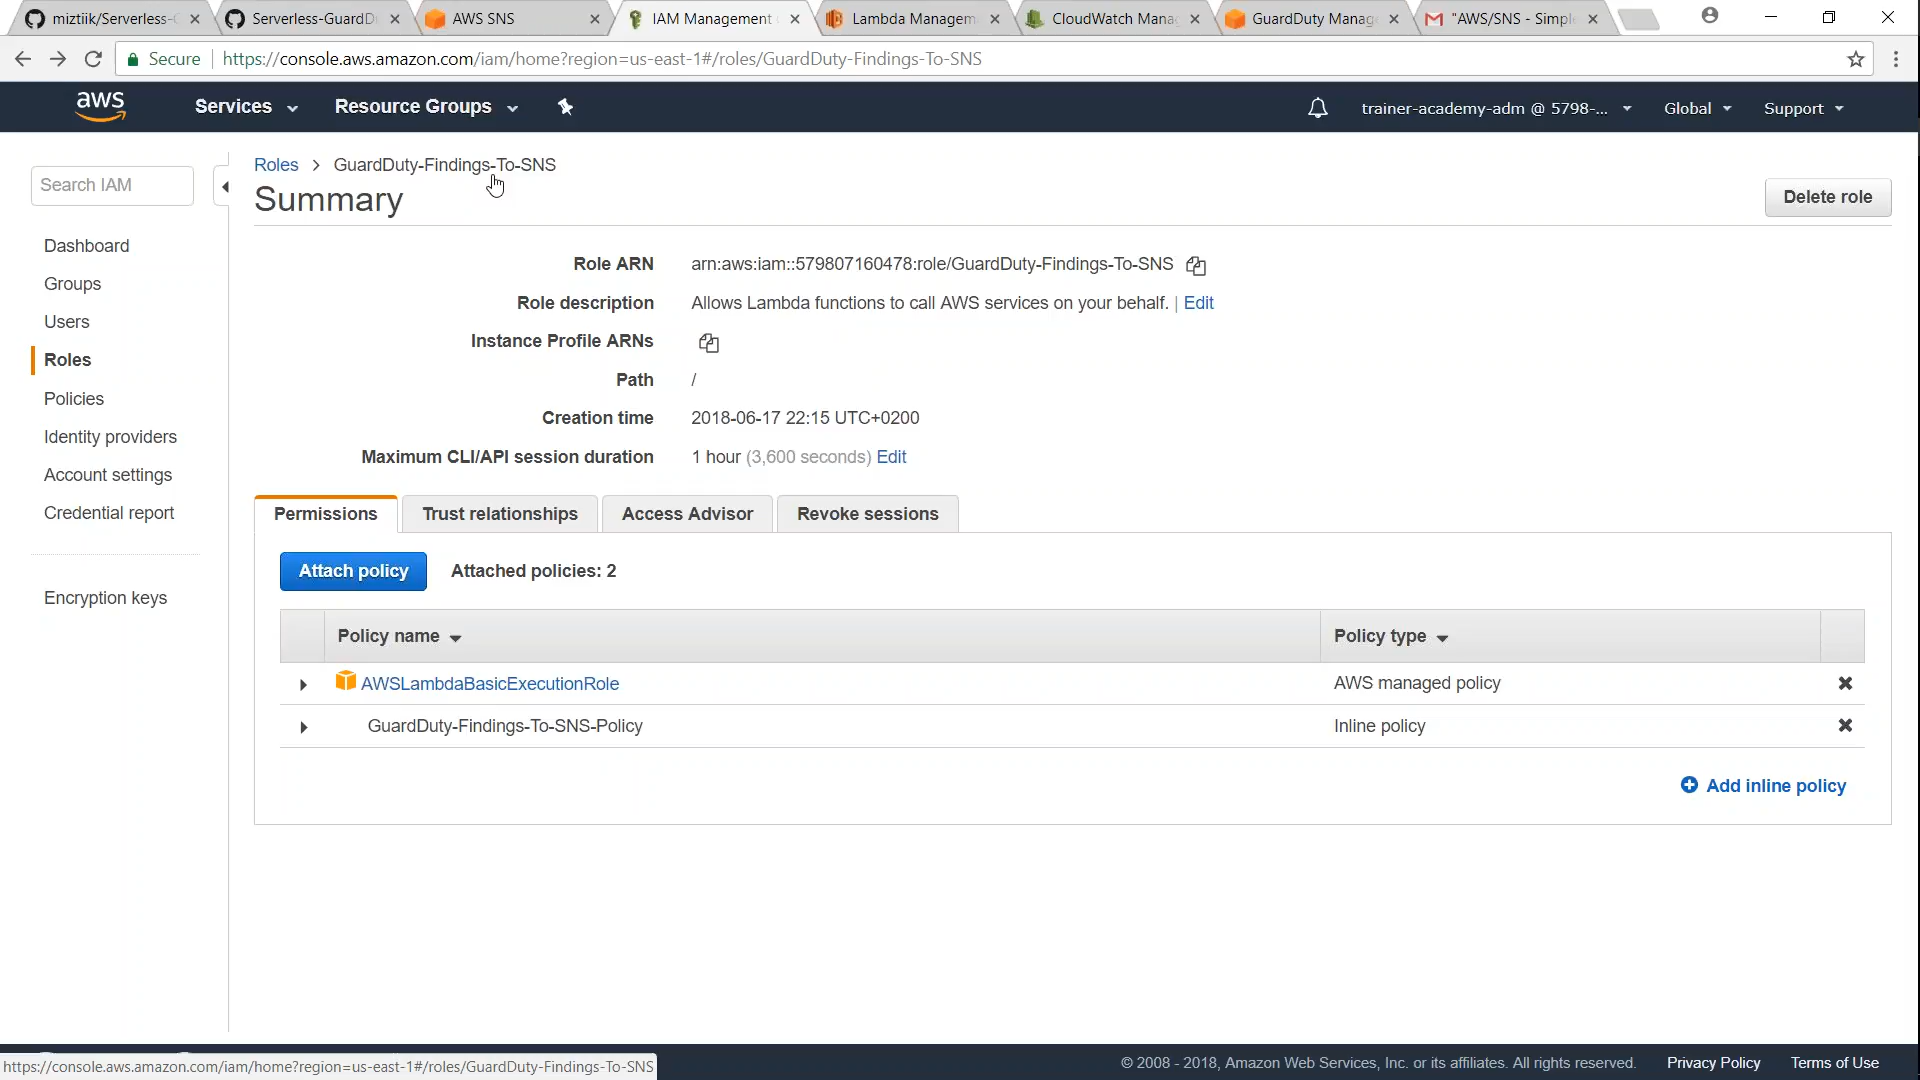 miztiik/Serverless-G
Serverless-GuardD
AWS SNS
IAM Management
Lambda Managem
CloudWatch Mana
GuardDuty Manag
"AWS/SNS - Simpl
Secure
https://console.aws.amazon.com/iam/home?region=us-east-1#/roles/GuardDuty-Findings-To-SNS
aws
Services
Resource Groups
trainer-academy-adm @ 5798-...
Global
Support
Search IAM
Dashboard
Groups
Users
Roles
Policies
Identity providers
Account settings
Credential report
Encryption keys
Roles > GuardDuty-Findings-To-SNS
Summary
Delete role
Role ARN arn:aws:iam::579807160478:role/GuardDuty-Findings-To-SNS
Role description Allows Lambda functions to call AWS services on your behalf. | Edit
Instance Profile ARNs
Path /
Creation time 2018-06-17 22:15 UTC+0200
Maximum CLI/API session duration 1 hour (3,600 seconds) Edit
Permissions
Trust relationships
Access Advisor
Revoke sessions
Attach policy
Attached policies: 2
Policy name
Policy type
AWSLambdaBasicExecutionRole
AWS managed policy
GuardDuty-Findings-To-SNS-Policy
Inline policy
Add inline policy
https://console.aws.amazon.com/iam/home?region=us-east-1#/roles/GuardDuty-Findings-To-SNS
© 2008 - 2018, Amazon Web Services, Inc. or its affiliates. All rights reserved.
Privacy Policy
Terms of Use